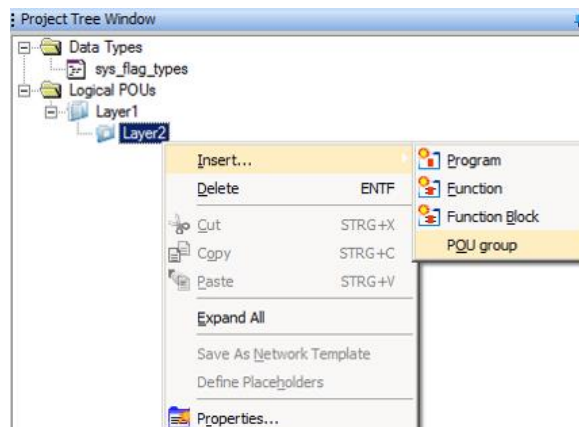 Project Tree Window
Data Types
sys_flag_types
Logical POUs
Layer1
Layer2
Insert...
Delete ENTF
Cut STRG+X
Copy STRG+C
Paste STRG+V
Expand All
Save As Network Template
Define Placeholders
Properties...
Program
Function
Function Block
POU group